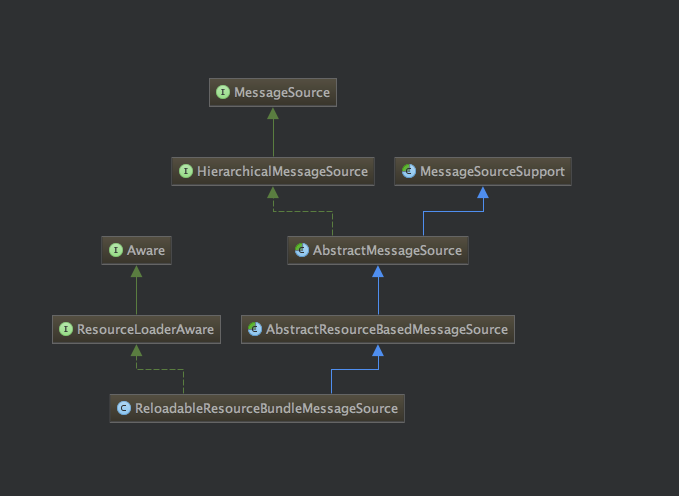 I MessageSource
I HierarchicalMessageSource
C MessageSourceSupport
I Aware
C AbstractMessageSource
I ResourceLoaderAware
C AbstractResourceBasedMessageSource
C ReloadableResourceBundleMessageSource